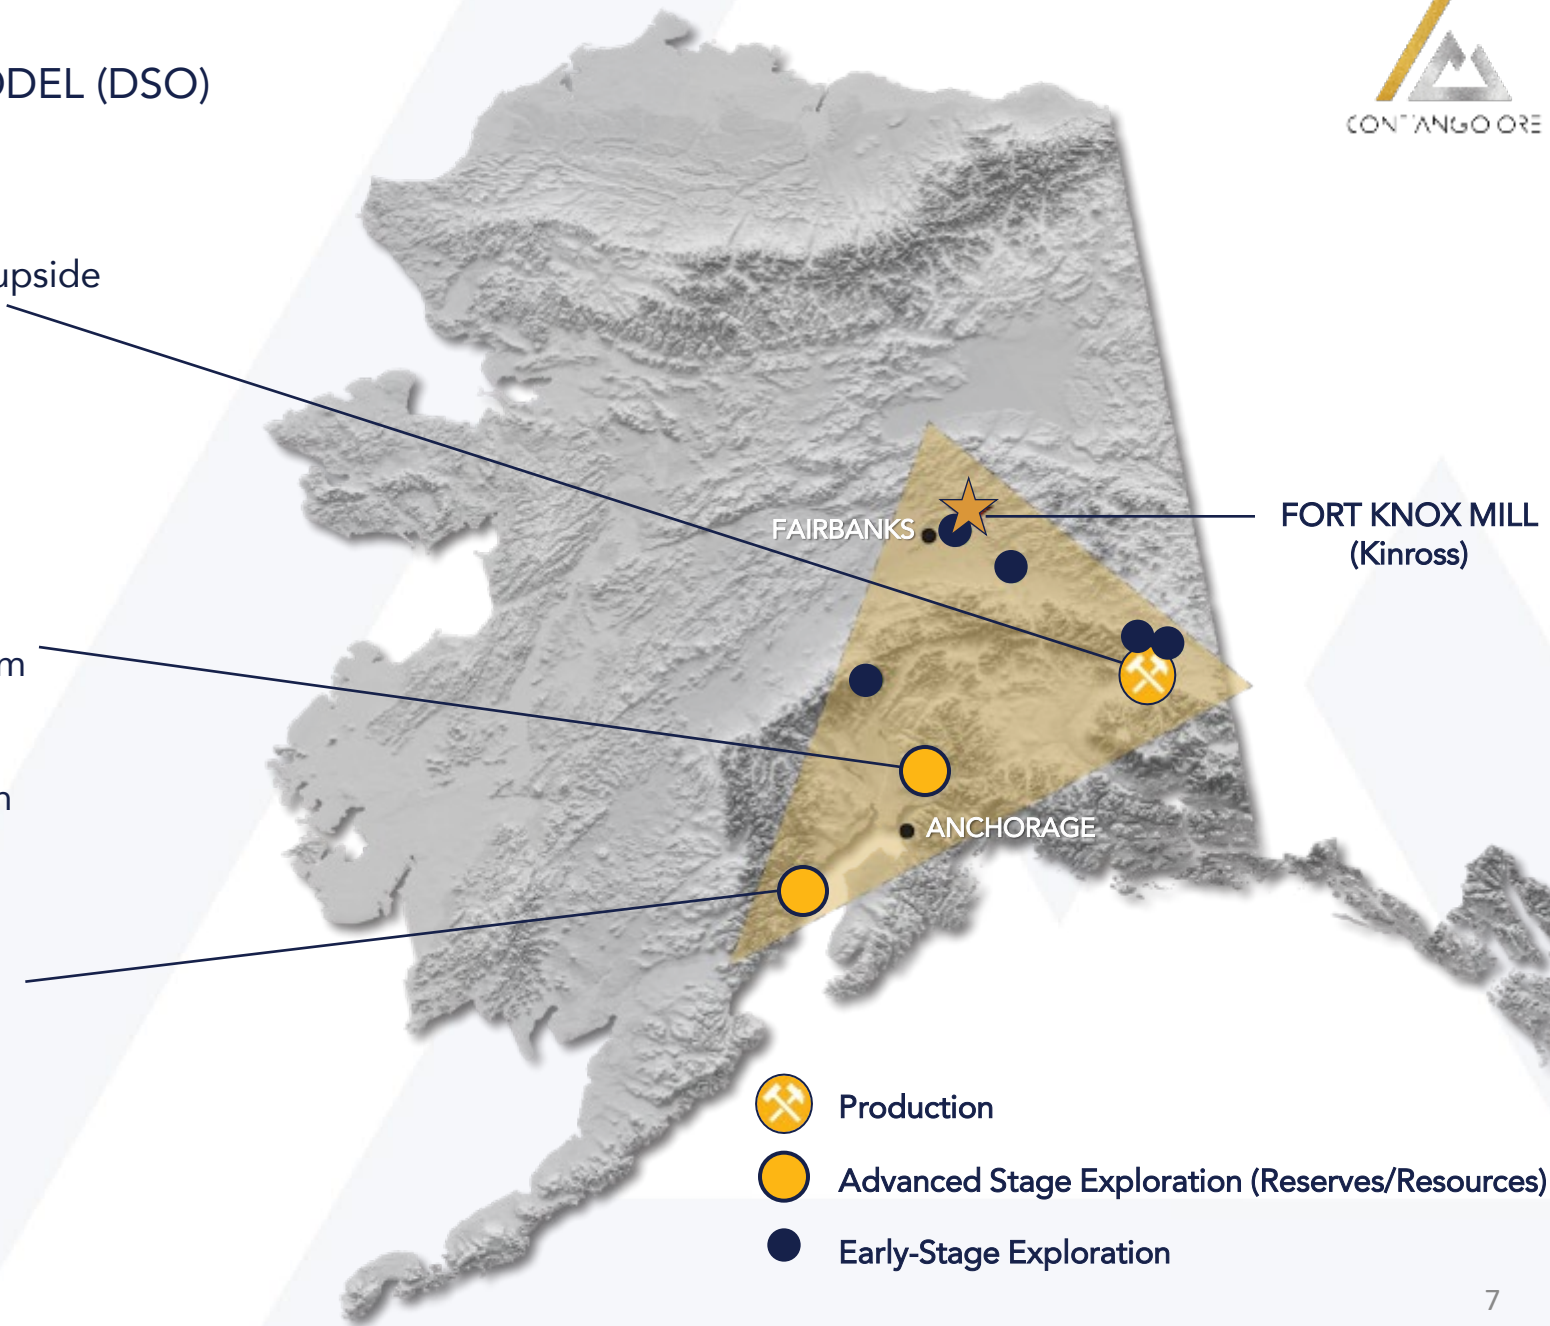 ODEL (DSO)
CONTANGO ORE
upside
FORT KNOX MILL
(Kinross)
FAIRBANKS
m
n
ANCHORAGE
Production
Advanced Stage Exploration (Reserves/Resources)
Early-Stage Exploration
7